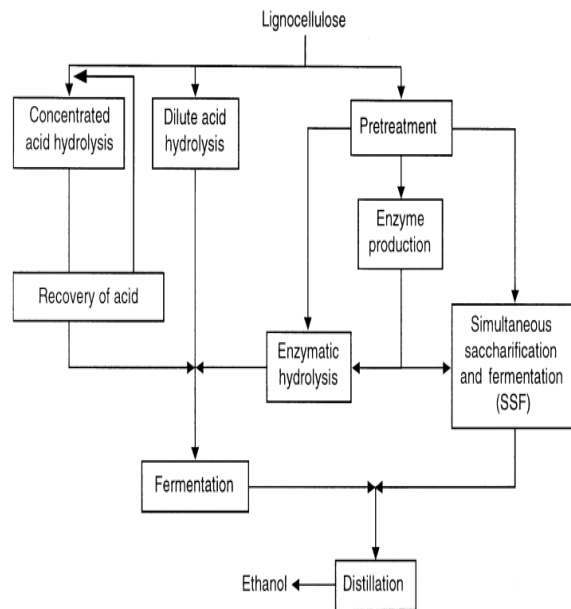 Lignocellulose
Concentrated
acid hydrolysis
Dilute acid
hydrolysis
Pretreatment
Enzyme
production
Recovery of acid
Enzymatic
hydrolysis
Simultaneous
saccharification
and fermentation
(SSF)
Fermentation
Ethanol
Distillation